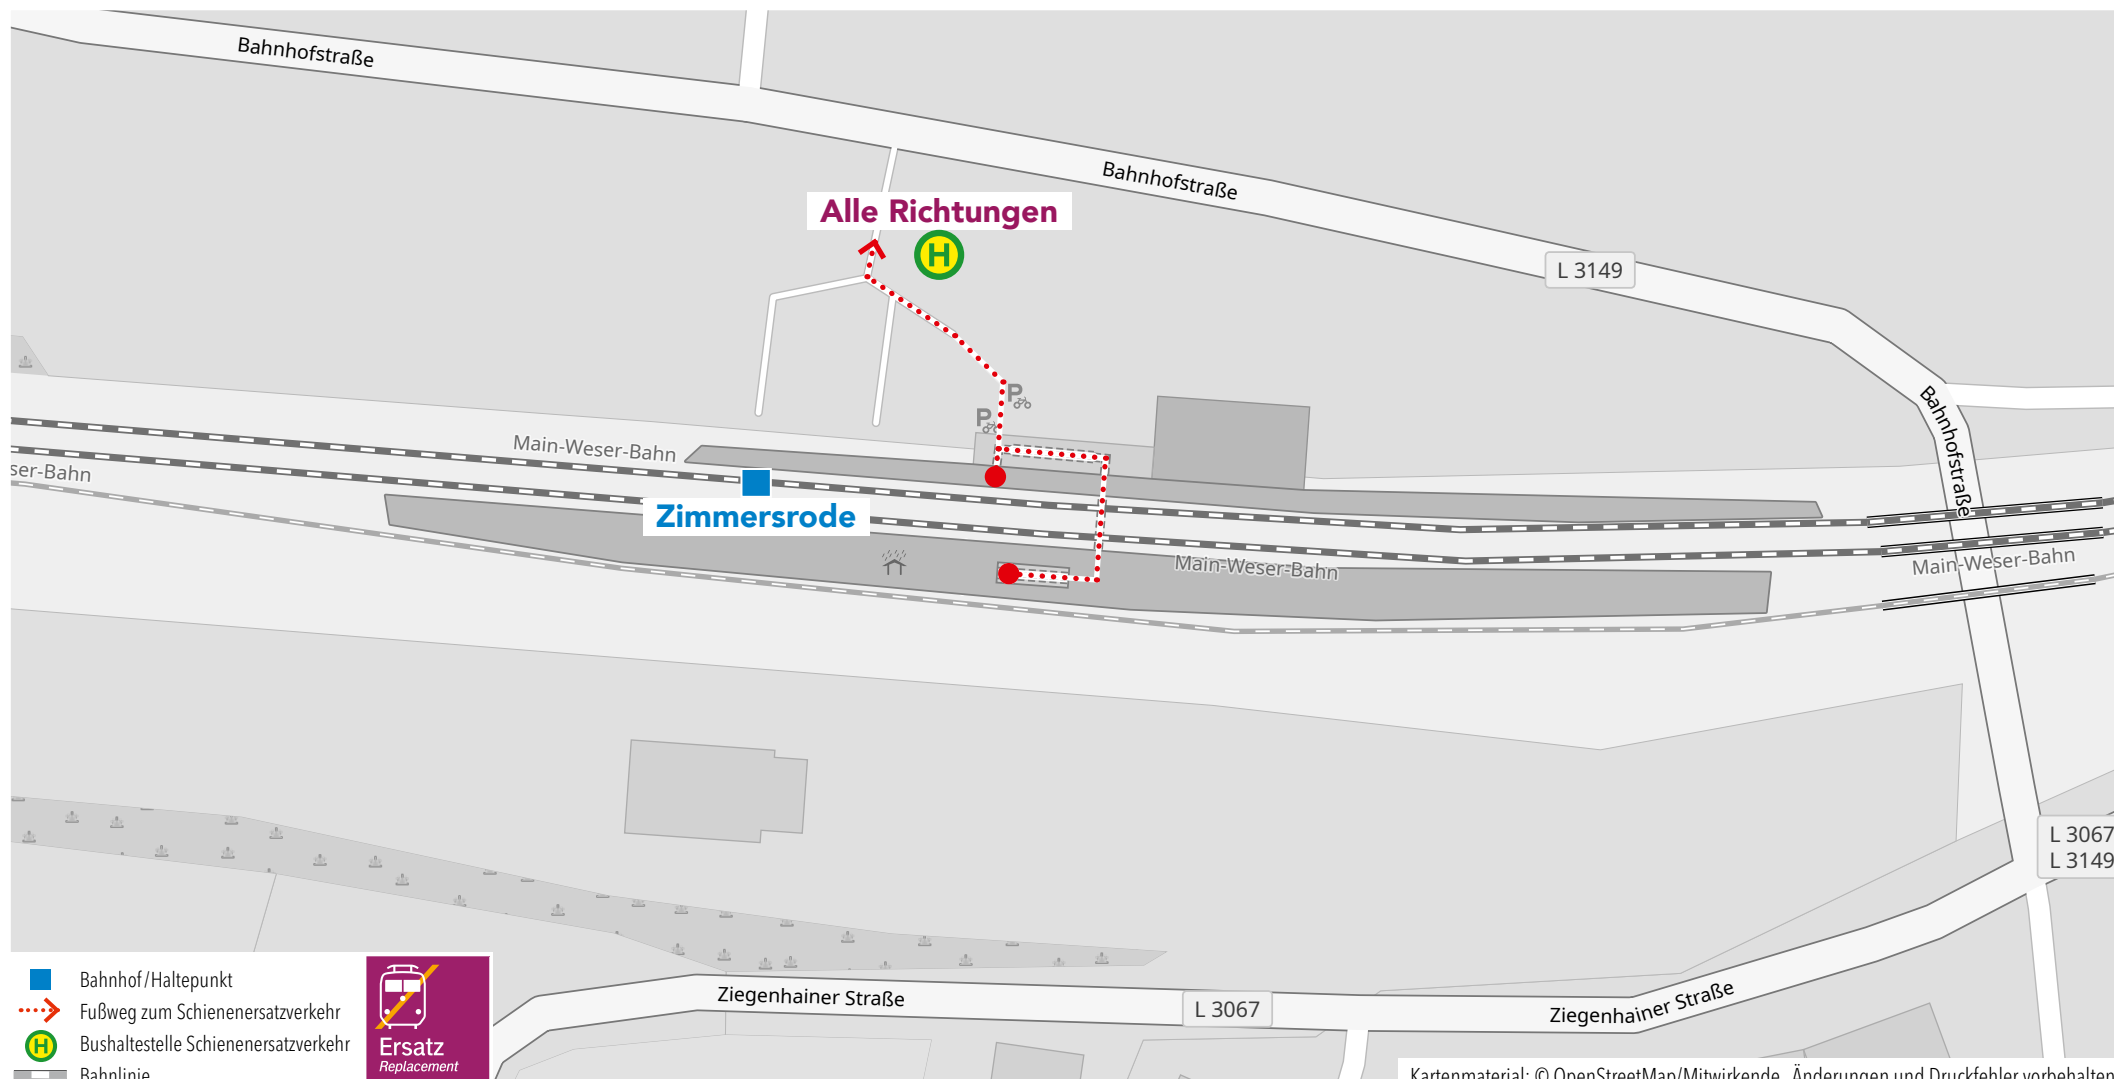 Bahnhofstraße
Bahnhofstraße
Alle Richtungen
H
L 3149
Bahnhofstraße
P
P
Main-Weser-Bahn
ser-Bahn
Zimmersrode
Main-Weser-Bahn
Main-Weser-Bahn
L 3067
L 3149
Bahnhof/Haltepunkt
Fußweg zum Schienenersatzverkehr
H
Bushaltestelle Schienenersatzverkehr
Bahnlinie
Ersatz
Replacement
Ziegenhainer Straße
L 3067
Ziegenhainer Straße
Kartenmaterial: © OpenStreetMap/Mitwirkende, Änderungen und Druckfehler vorbehalten